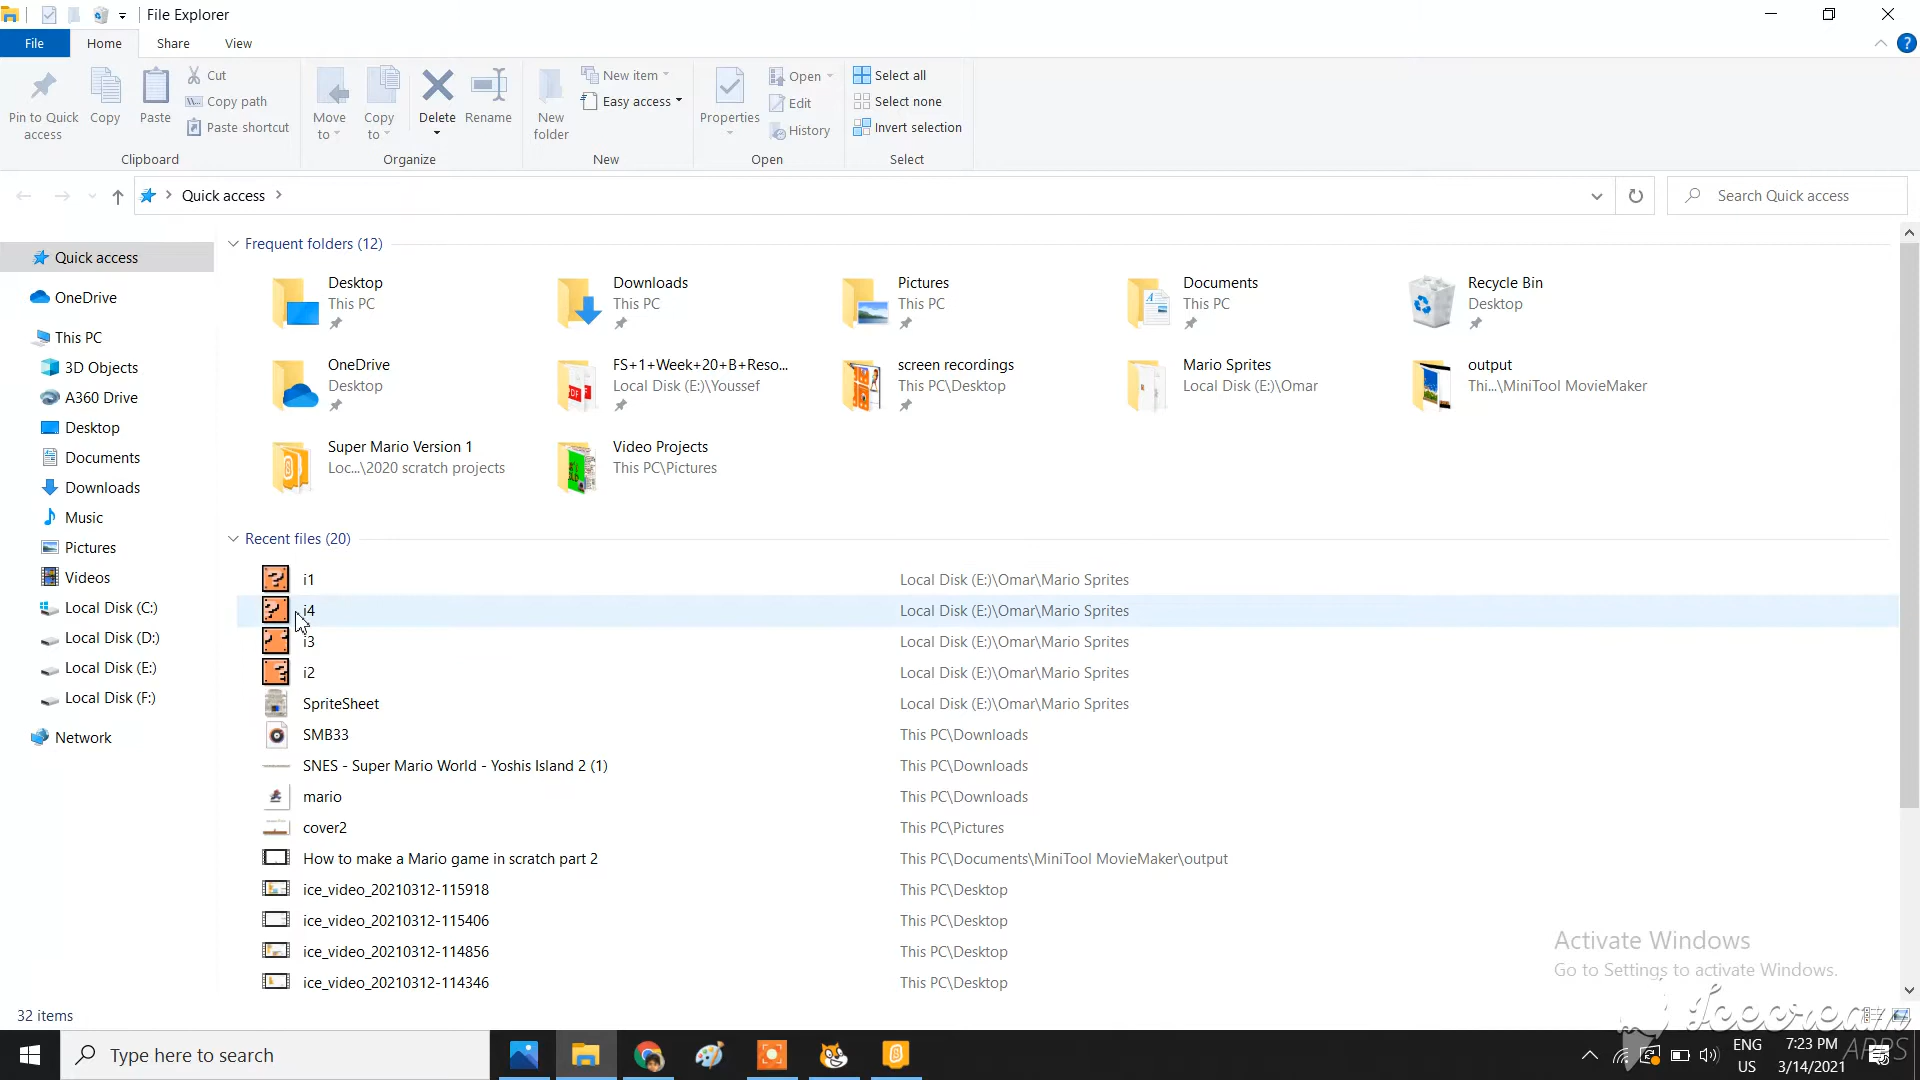 File Explorer
File Home Share View
Pin to Quick access
Copy
Paste
Cut
Copy path
Paste shortcut
Clipboard
Move to
Copy to
Delete
Rename
Organize
New folder
New item
Easy access
New
Properties
Open
Edit
History
Open
Select all
Select none
Invert selection
Select
Quick access
Search Quick access
Quick access
OneDrive
This PC
3D Objects
A360 Drive
Desktop
Documents
Downloads
Music
Pictures
Videos
Local Disk (C:)
Local Disk (D:)
Local Disk (E:)
Local Disk (F:)
Network
Frequent folders (12)
Desktop
This PC
Downloads
This PC
Pictures
This PC
Documents
This PC
Recycle Bin
Desktop
OneDrive
Desktop
FS+1+Week+20+B+Reso...
Local Disk (E:)\Youssef
screen recordings
This PC\Desktop
Mario Sprites
Local Disk (E:)\Omar
output
Thi...\MiniTool MovieMaker
Super Mario Version 1
Loc...\2020 scratch projects
Video Projects
This PC\Pictures
Recent files (20)
i1 Local Disk (E:)\Omar\Mario Sprites
i4 Local Disk (E:)\Omar\Mario Sprites
i3 Local Disk (E:)\Omar\Mario Sprites
i2 Local Disk (E:)\Omar\Mario Sprites
SpriteSheet Local Disk (E:)\Omar\Mario Sprites
SMB33 This PC\Downloads
SNES - Super Mario World - Yoshis Island 2 (1) This PC\Downloads
mario This PC\Downloads
cover2 This PC\Pictures
How to make a Mario game in scratch part 2 This PC\Documents\MiniTool MovieMaker\output
ice_video_20210312-115918 This PC\Desktop
ice_video_20210312-115406 This PC\Desktop
ice_video_20210312-114856 This PC\Desktop
ice_video_20210312-114346 This PC\Desktop
Activate Windows
Go to Settings to activate Windows.
32 items
Icecream
APPS
Type here to search
ENG
US
7:23 PM
3/14/2021